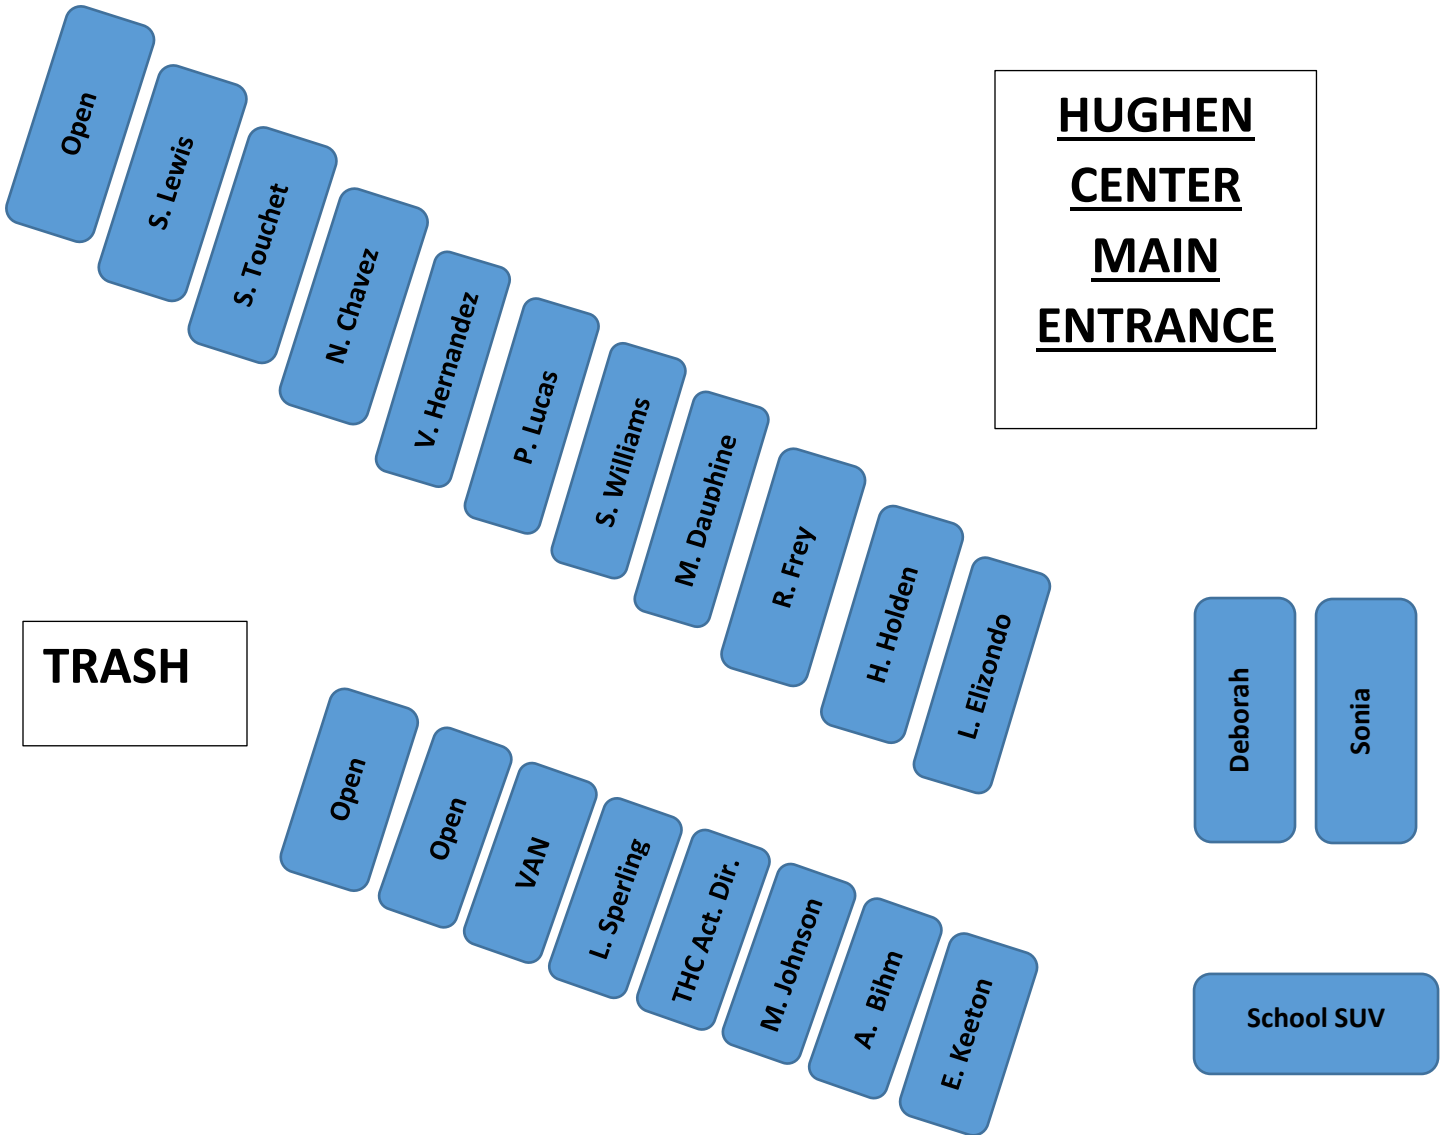 Open
S. Lewis
S. Touchet
N. Chavez
V. Hernandez
P. Lucas
S. Williams
M. Dauphine
R. Frey
H. Holden
L. Elizondo
HUGHEN
CENTER
MAIN
ENTRANCE
TRASH
Open
Open
VAN
L. Sperling
THC Act. Dir.
M. Johnson
A. Bihm
E. Keeton
Deborah
Sonia
School SUV